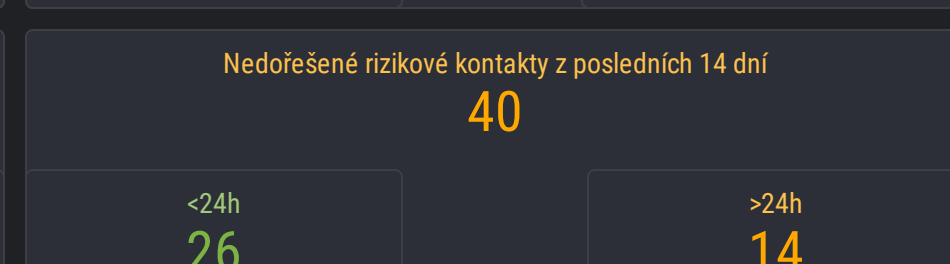 Nedořešené rizikové kontakty z posledních 14 dní
40
<24h
>24h
26
14